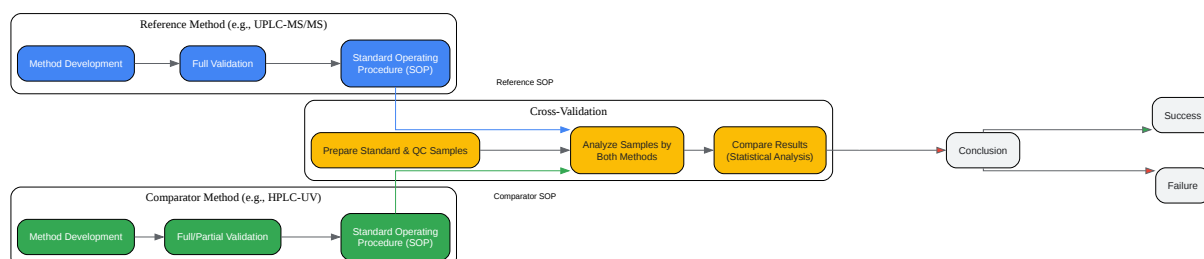 Reference Method (e.g., UPLC-MS/MS)
Method Development
Full Validation
Standard Operating
Procedure (SOP)
Reference SOP
Cross-Validation
Prepare Standard & QC Samples
Analyze Samples by
Both Methods
Compare Results
(Statistical Analysis)
Conclusion
Success
Failure
Comparator Method (e.g., HPLC-UV)
Comparator SOP
Method Development
Full/Partial Validation
Standard Operating
Procedure (SOP)